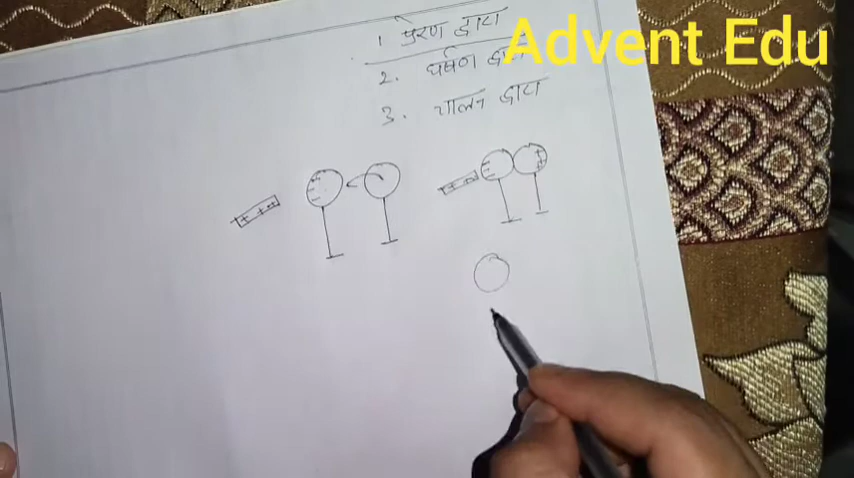 Advent Edu
1. प्रेरण द्वारा
2. घर्षण द्वारा
3. चालन द्वारा